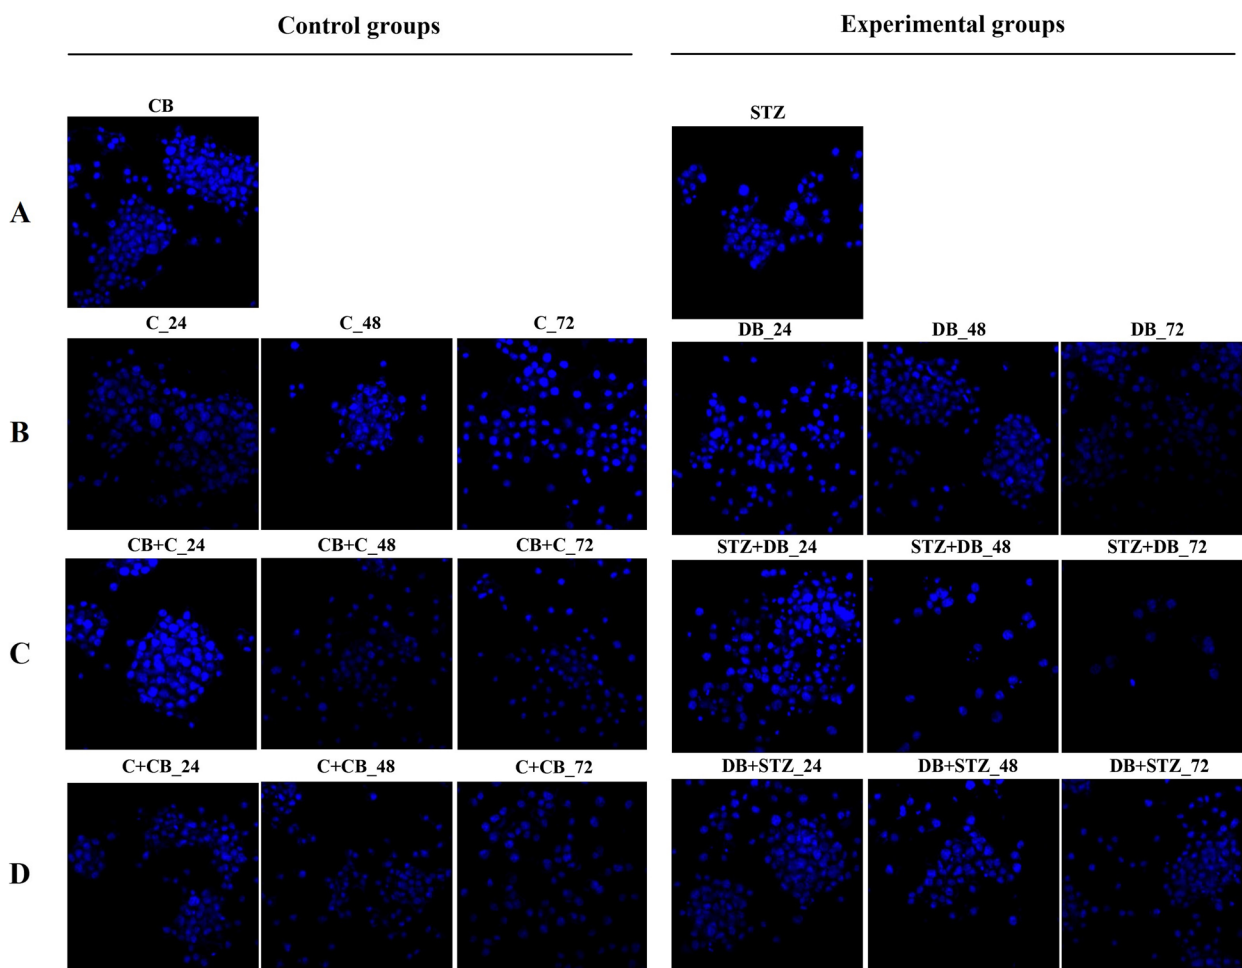 Control groups
Experimental groups
CB
STZ
A
C_24
C_48
C_72
DB_24
DB_48
DB_72
B
CB+C_24
CB+C_48
CB+C_72
STZ+DB_24
STZ+DB_48
STZ+DB_72
C
C+CB_24
C+CB_48
C+CB_72
DB+STZ_24
DB+STZ_48
DB+STZ_72
D